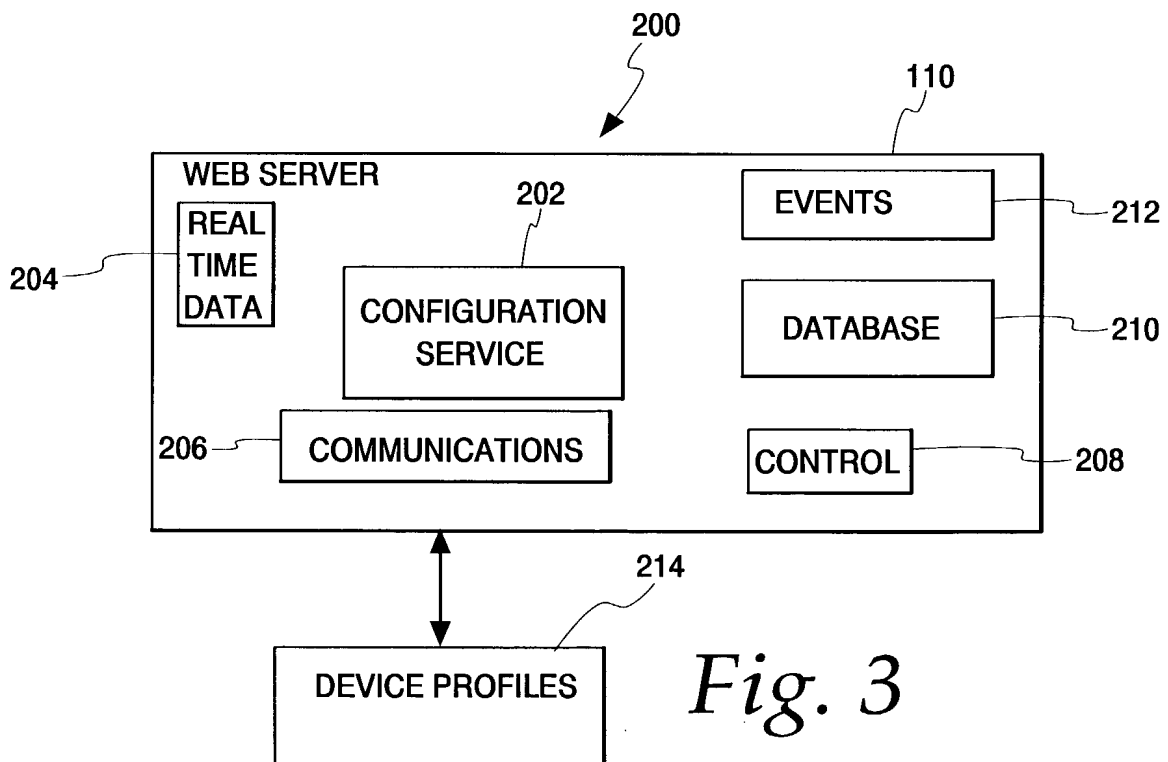 200
110
WEB SERVER
202
EVENTS
212
REAL
TIME
DATA
204
CONFIGURATION
SERVICE
DATABASE
210
206
COMMUNICATIONS
CONTROL
208
214
DEVICE PROFILES
Fig. 3